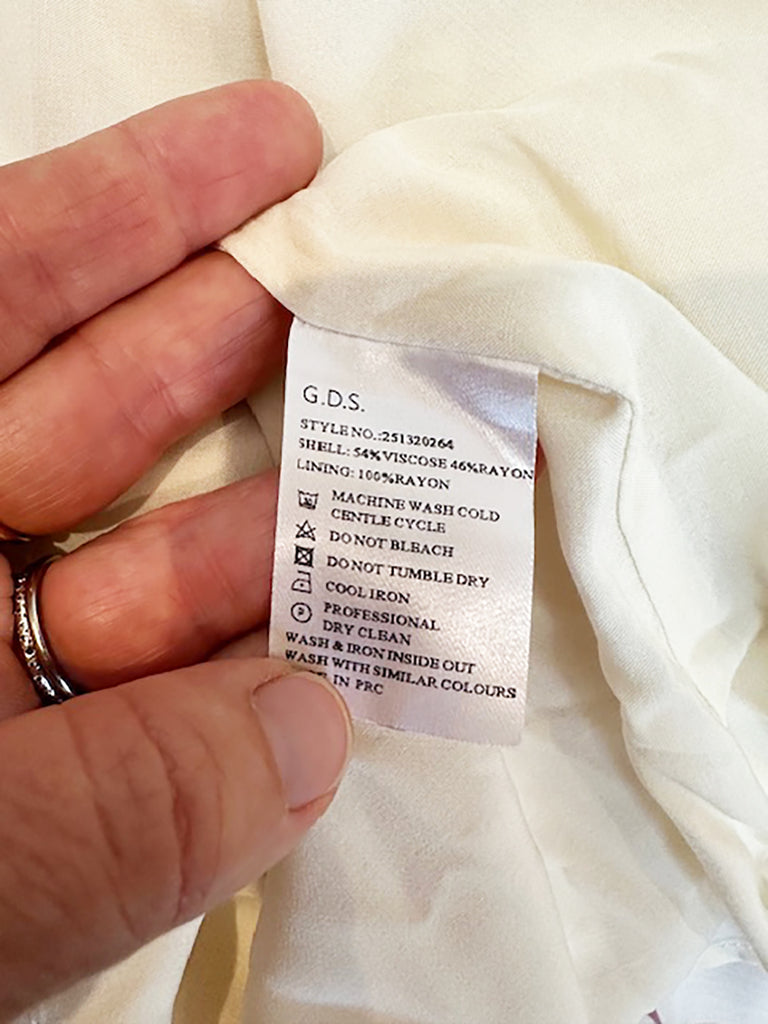 G.D.S.
STYLE NO.:251320264
SHELL: 54%VISCOSE 46%RAYON
LINING: 100%RAYON
MACHINE WASH COLD
CENTLE CYCLE
DO NOT BLEACH
DO NOT TUMBLE DRY
COOL IRON
P PROFESSIONAL
DRY CLEAN
WASH & IRON INSIDE OUT
WASH WITH SIMILAR COLOURS
IN PRC